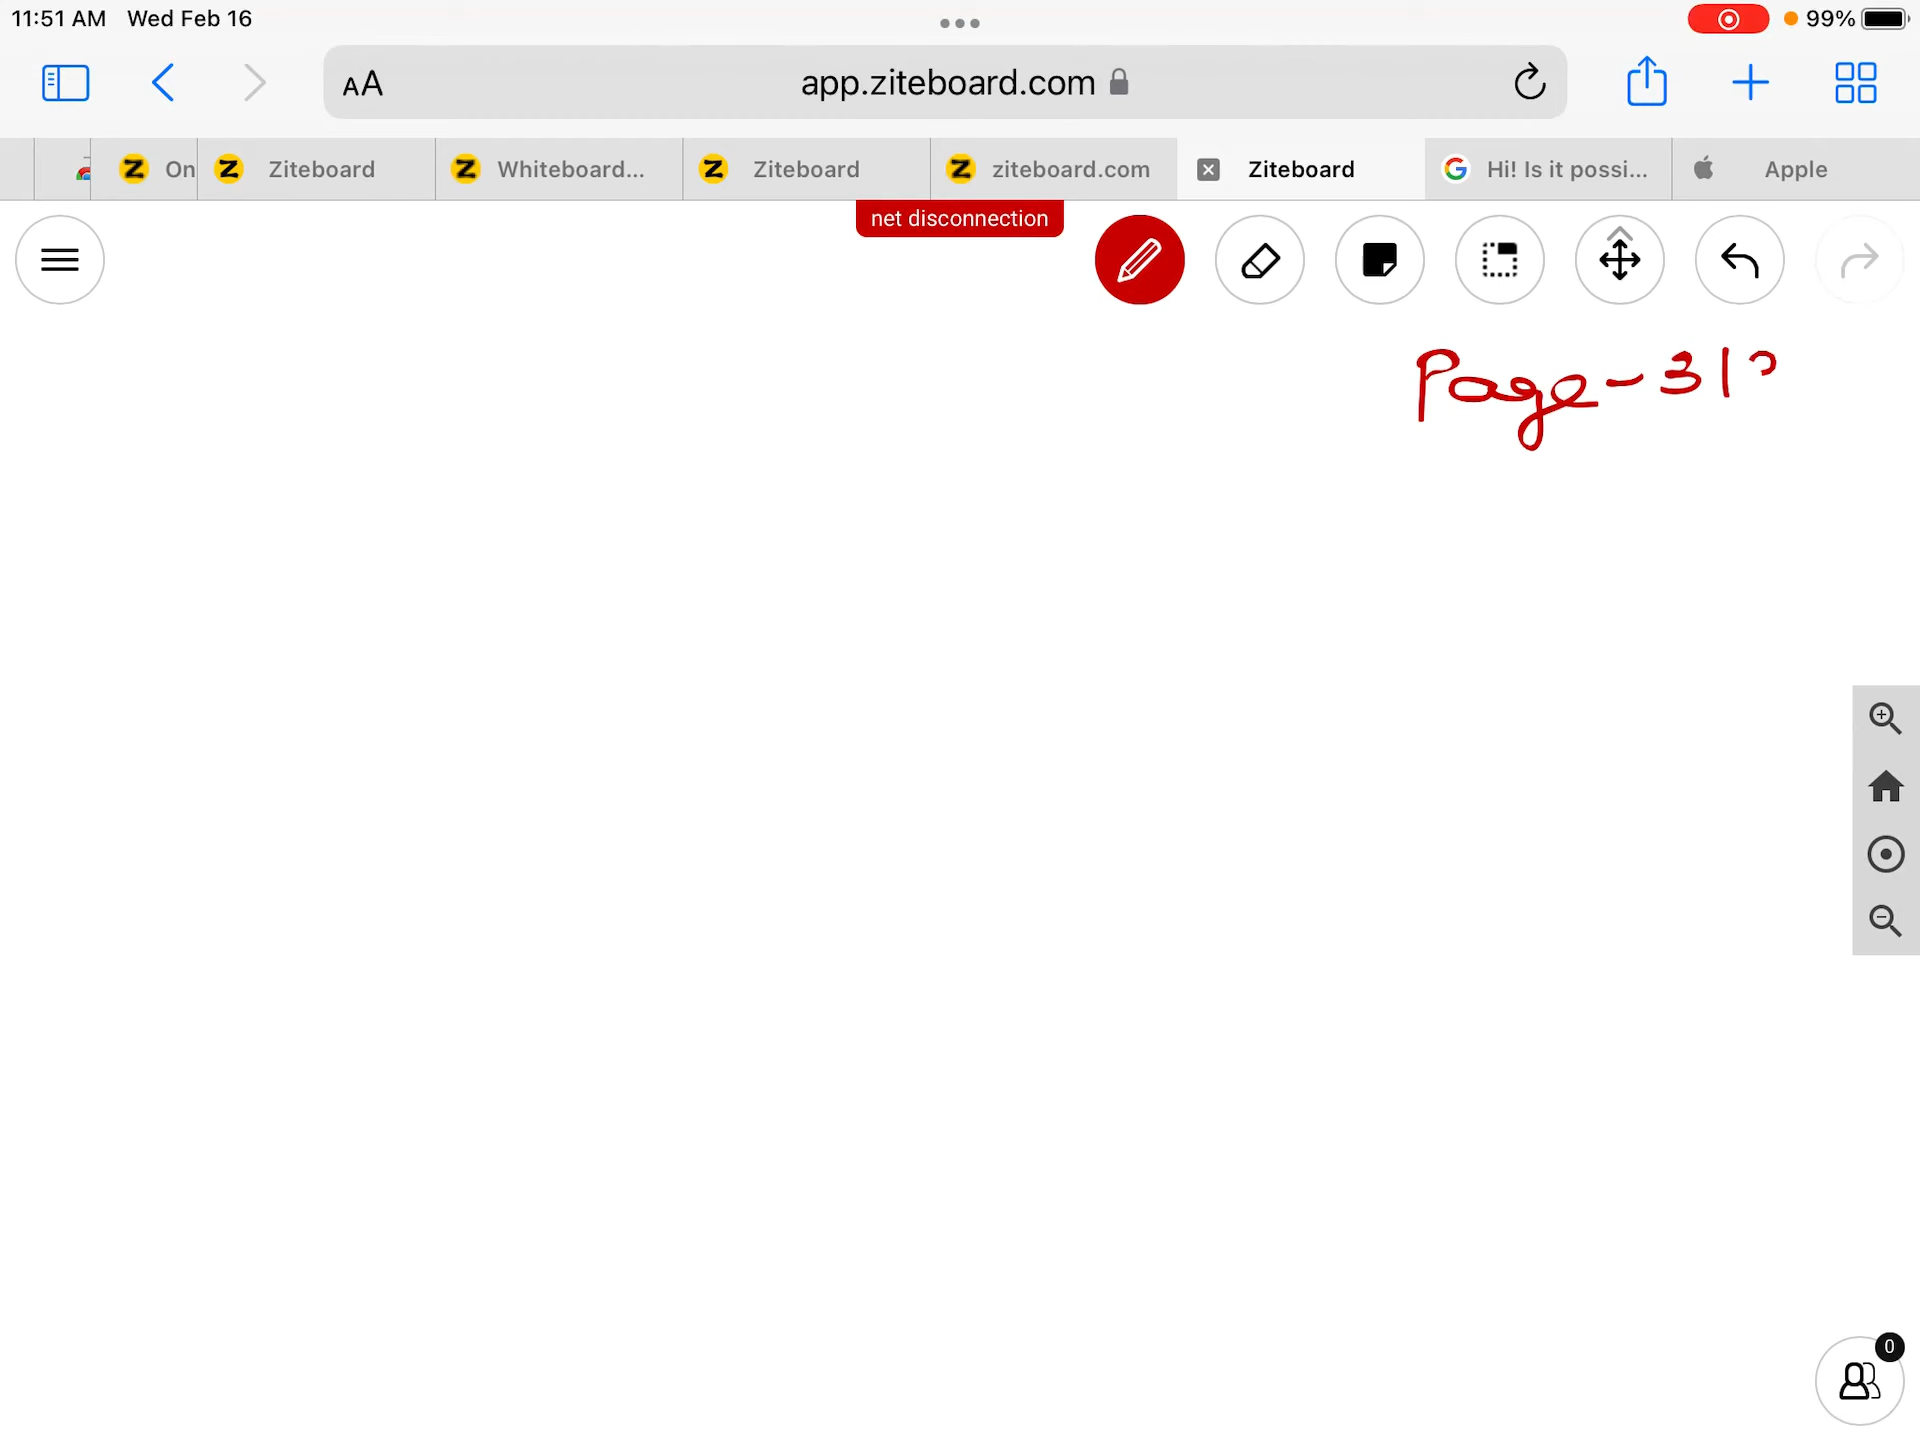 11:51 AM Wed Feb 16
99%
AA
app.ziteboard.com
On
Ziteboard
Whiteboard...
Ziteboard
ziteboard.com
Ziteboard
Hi! Is it possi...
Apple
net disconnection
Page-31
0